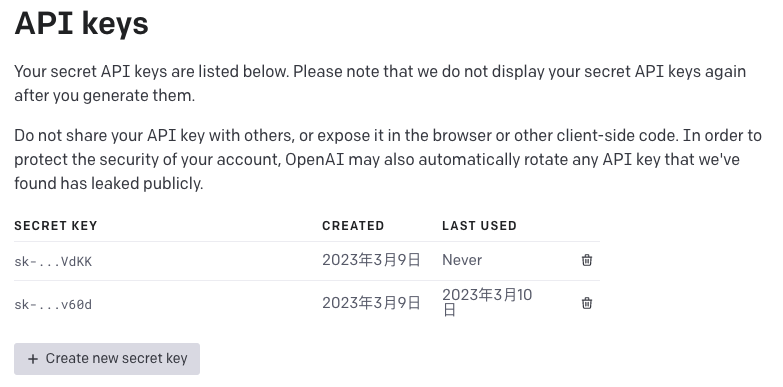 API keys
Your secret API keys are listed below. Please note that we do not display your secret API keys again
after you generate them.
Do not share your API key with others, or expose it in the browser or other client-side code. In order to
protect the security of your account, OpenAI may also automatically rotate any API key that we've
found has leaked publicly.
SECRET KEY CREATED LAST USED
sk-...VdKK 2023年3月9日 Never
sk-...v60d 2023年3月9日 2023年3月10
日
+ Create new secret key